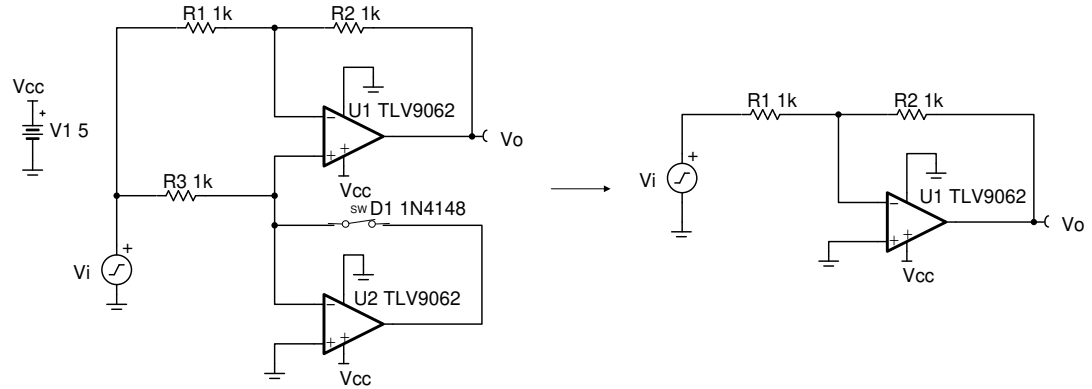 R1 1k
R2 1k
Vcc
+
V1 5
U1 TLV9062
Vo
Vcc
R3 1k
SW D1 1N4148
+
Vi
U2 TLV9062
Vcc
R1 1k
R2 1k
+
Vi
U1 TLV9062
Vo
Vcc